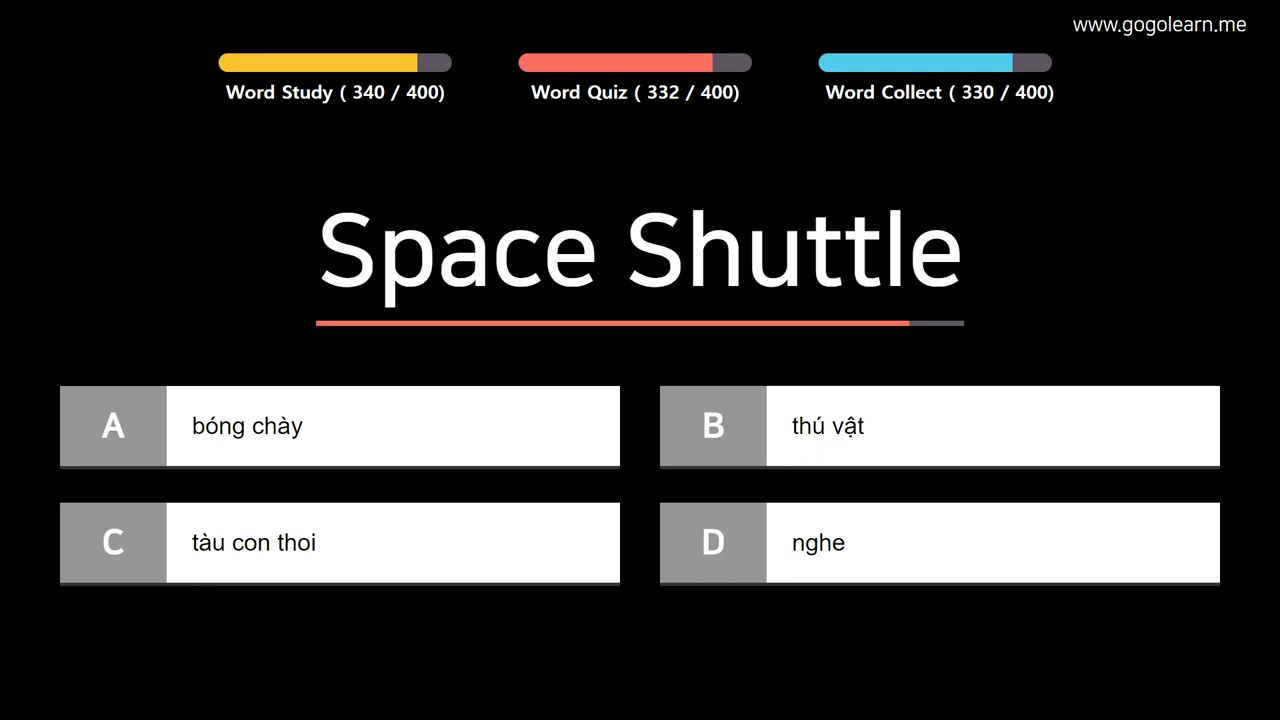 www.gogolearn.me
Word Study ( 340 / 400)
Word Quiz ( 332 / 400)
Word Collect ( 330 / 400)
Space Shuttle
A bóng chày
B thú vật
C tàu con thoi
D nghe